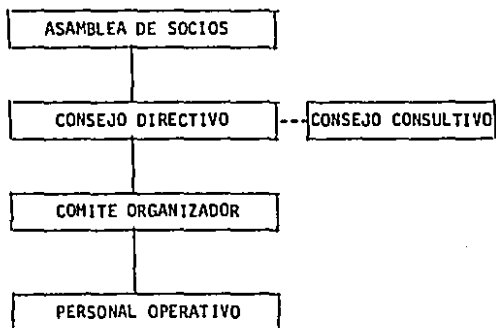 ASAMBLEA DE SOCIOS
CONSEJO DIRECTIVO
CONSEJO CONSULTIVO
COMITE ORGANIZADOR
PERSONAL OPERATIVO